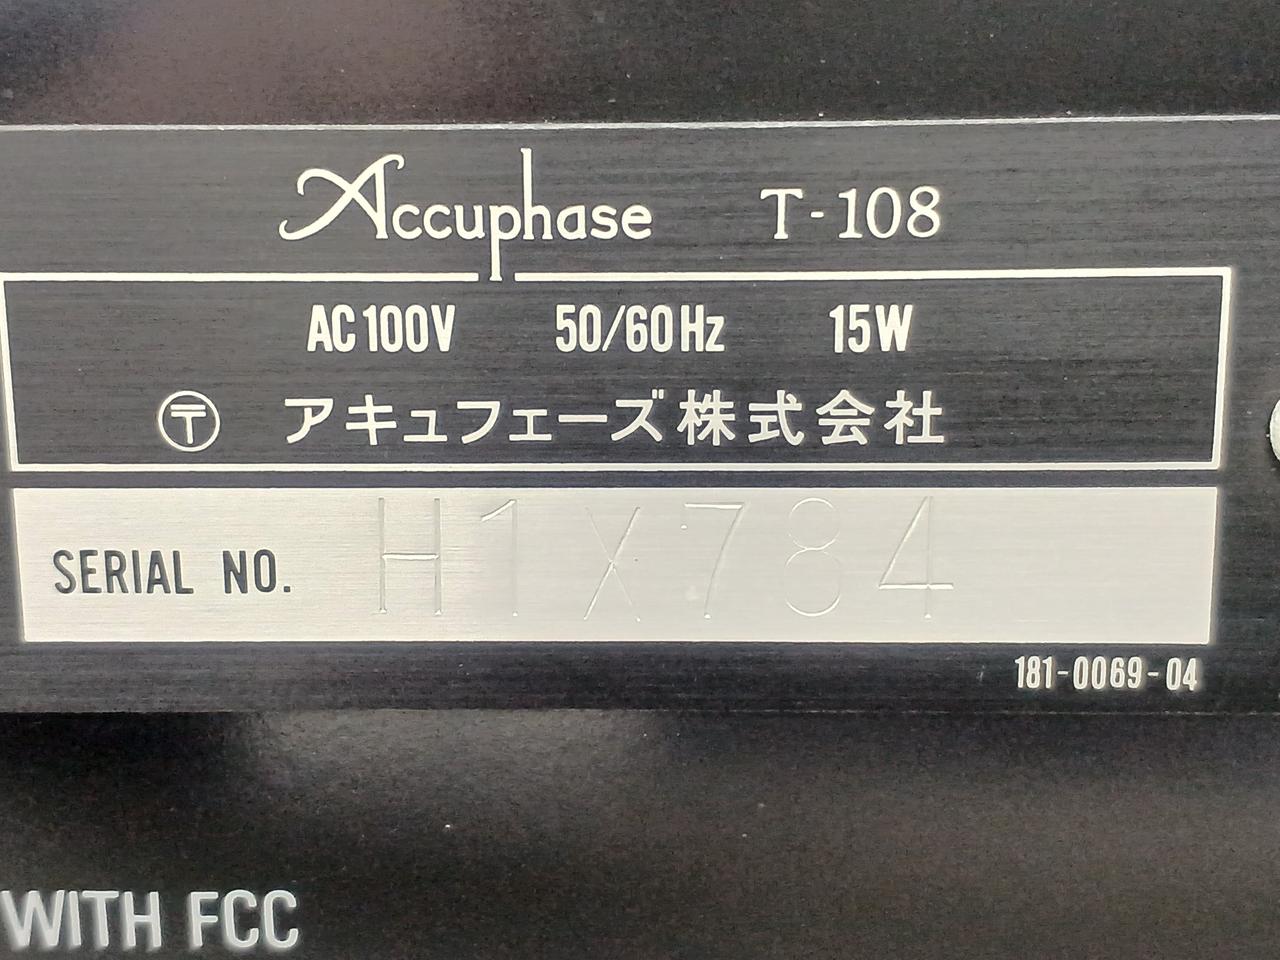 Accuphase T-108
AC100V 50/60Hz 15W
〒 アキュフェーズ株式会社
SERIAL NO. H1X784
181-0069-04
WITH FCC